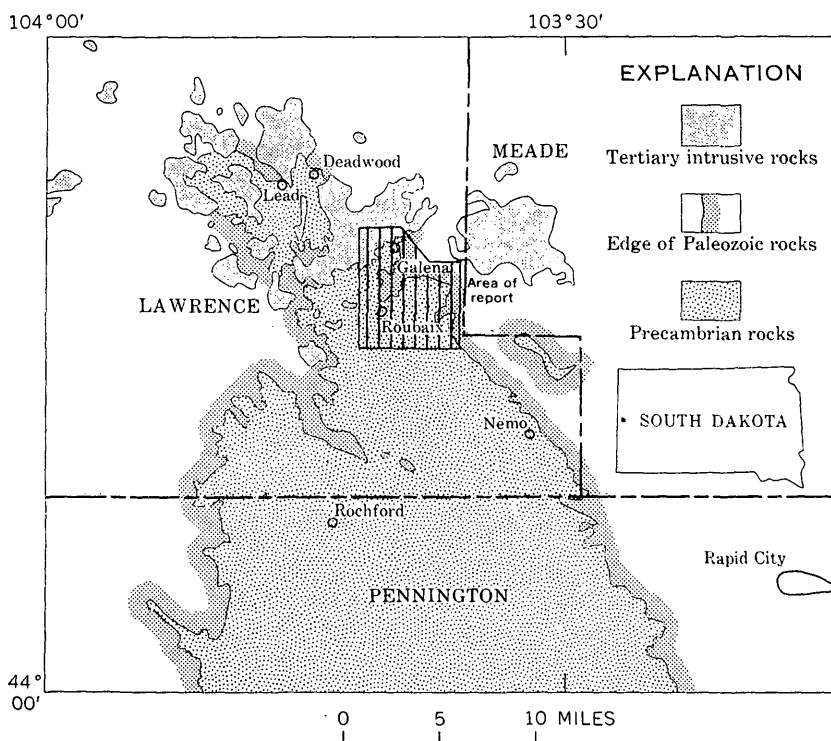 104°00'
103°30'
EXPLANATION
Tertiary intrusive rocks
Edge of Paleozoic rocks
Precambrian rocks
SOUTH DAKOTA
Deadwood
MEADE
Lead
Galena
Area of
report
LAWRENCE
Roubaix
Nemo
Rochford
Rapid City
PENNINGTON
44°
00'
0 5 10 MILES